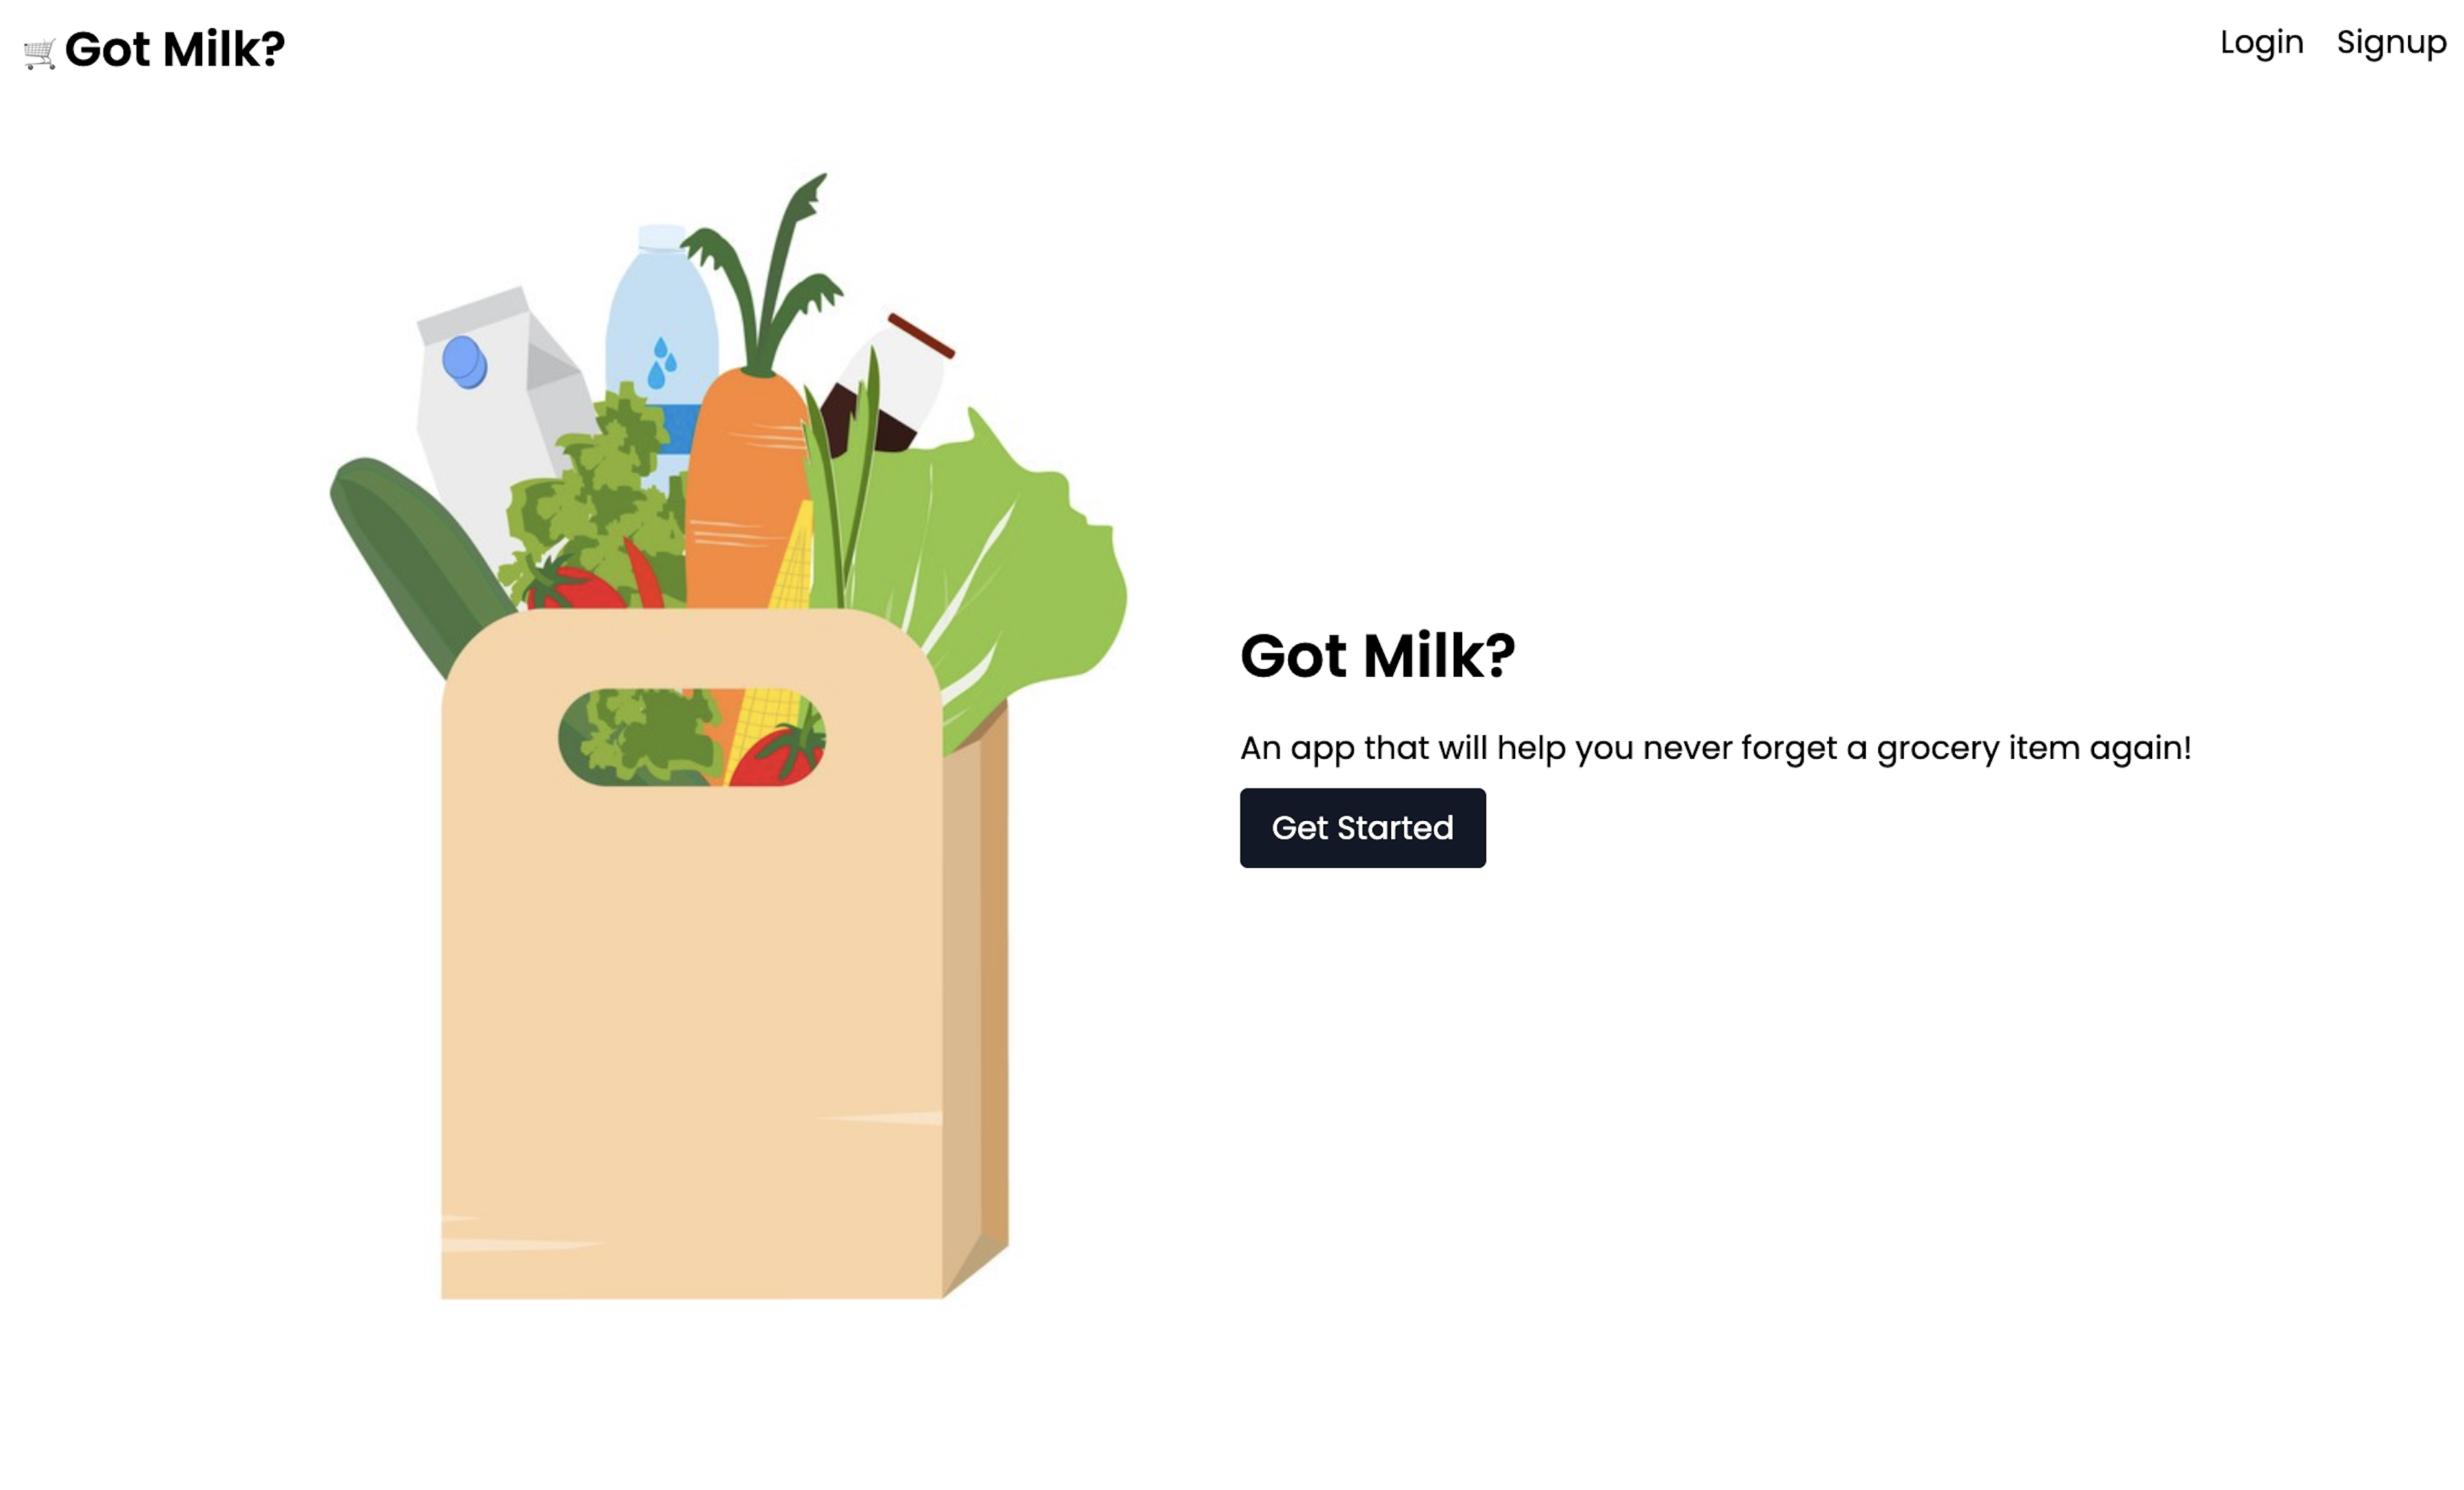 Got Milk?
Login Signup
Got Milk?
An app that will help you never forget a grocery item again!
Get Started